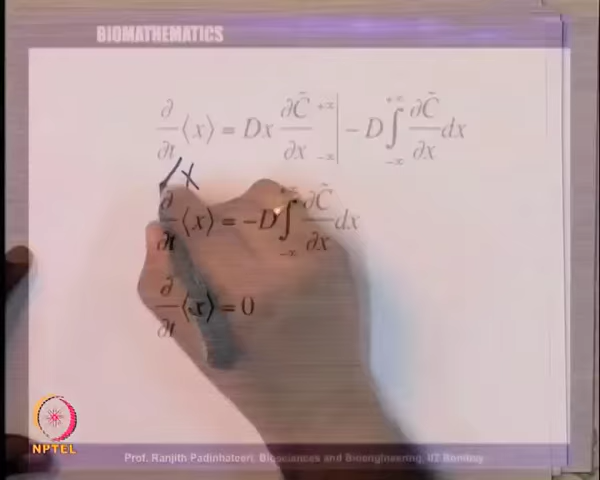 BIOMATHEMATICS
∂/∂t ⟨x⟩ = Dx ∂C̃/∂x |₋∞⁺∞ − D ∫₋∞⁺∞ ∂C̃/∂x dx
x
∂/∂t ⟨x⟩ = −D ∫₋∞⁺∞ ∂C̃/∂x dx
∂/∂t ⟨x⟩ = 0
NPTEL
Prof. Ranjith Padinhateeri, Biosciences and Bioengineering, IIT Bombay